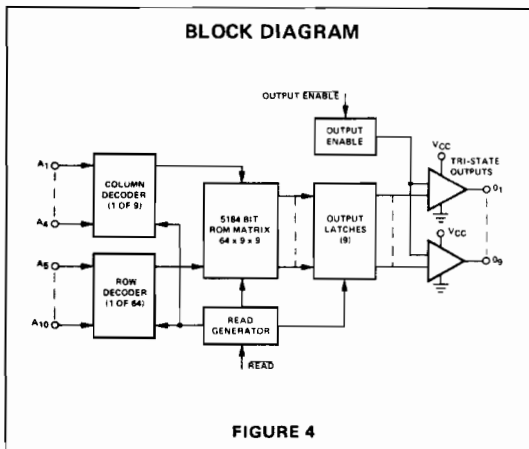 BLOCK DIAGRAM
OUTPUT ENABLE
OUTPUT
ENABLE
VCC
TRI-STATE
OUTPUTS
A1
COLUMN
DECODER
(1 OF 9)
A4
5184 BIT
ROM MATRIX
64 x 9 x 9
OUTPUT
LATCHES
(9)
O1
VCC
A5
ROW
DECODER
(1 OF 64)
A10
O9
READ
GENERATOR
READ
FIGURE 4